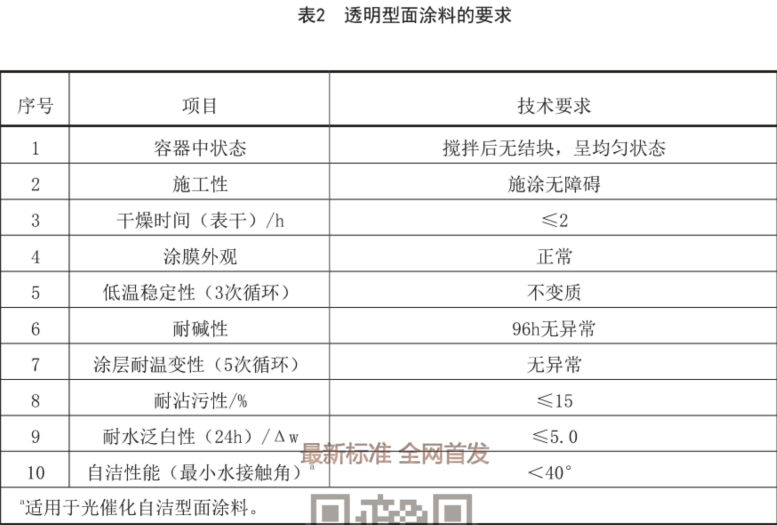 表2 透明型面涂料的要求
序号 项目 技术要求
1 容器中状态 搅拌后无结块，呈均匀状态
2 施工性 施涂无障碍
3 干燥时间（表干）/h ≤2
4 涂膜外观 正常
5 低温稳定性（3次循环） 不变质
6 耐碱性 96h无异常
7 涂层耐温变性（5次循环） 无异常
8 耐沾污性/% ≤15
9 耐水泛白性（24h）/Δw ≤5.0
最新标准 全网首发
10 自洁性能（最小水接触角）ᵃ <40°
ᵃ适用于光催化自洁型面涂料。